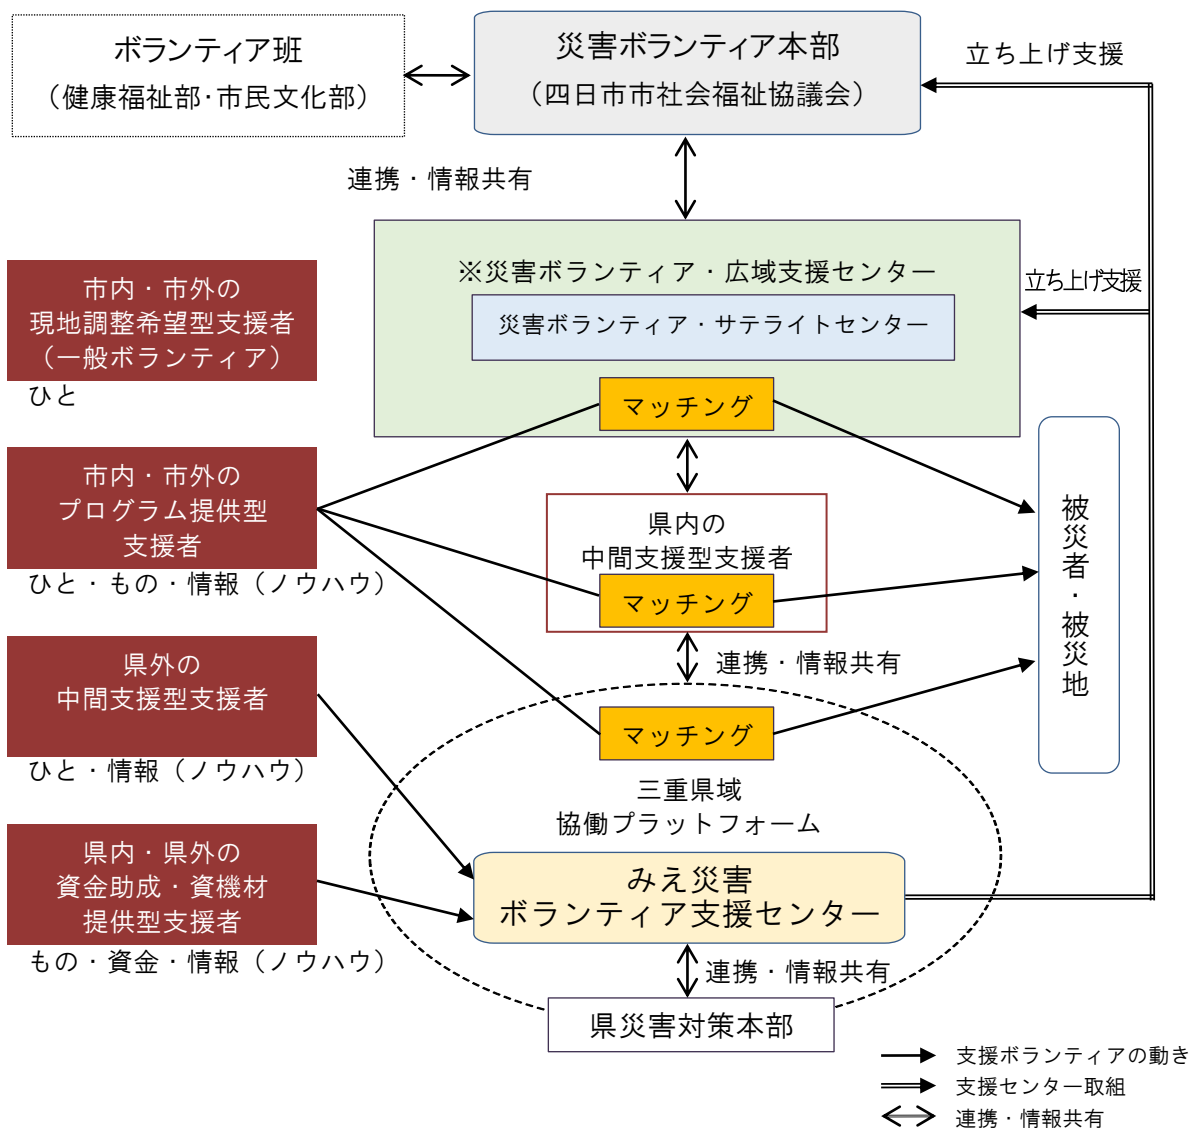 ボランティア班
（健康福祉部･市民文化部）
災害ボランティア本部
（四日市市社会福祉協議会）
立ち上げ支援
連携・情報共有
※災害ボランティア・広域支援センター
災害ボランティア・サテライトセンター
マッチング
立ち上げ支援
市内・市外の
現地調整希望型支援者
（一般ボランティア）
ひと
市内・市外の
プログラム提供型
支援者
ひと・もの・情報（ノウハウ）
県内の
中間支援型支援者
マッチング
被災者・被災地
連携・情報共有
県外の
中間支援型支援者
ひと・情報（ノウハウ）
マッチング
三重県域
協働プラットフォーム
県内・県外の
資金助成・資機材
提供型支援者
もの・資金・情報（ノウハウ）
みえ災害
ボランティア支援センター
連携・情報共有
県災害対策本部
支援ボランティアの動き
支援センター取組
連携・情報共有